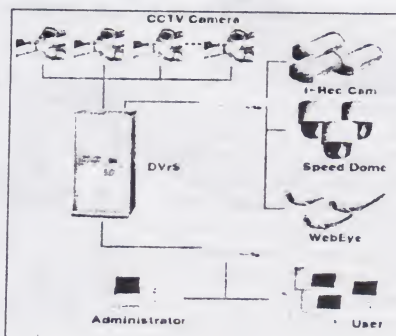 CCTV Camera
DVrS
Speed Dome
WebEye
Administrator
User